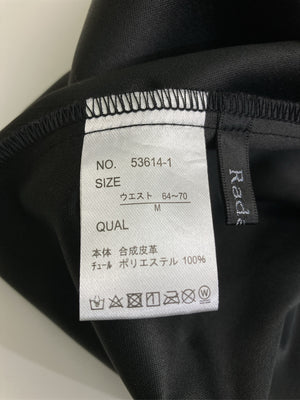 NO. 53614-1
SIZE
ウエスト 64～70
M
QUAL
本体 合成皮革
チュール ポリエステル 100%